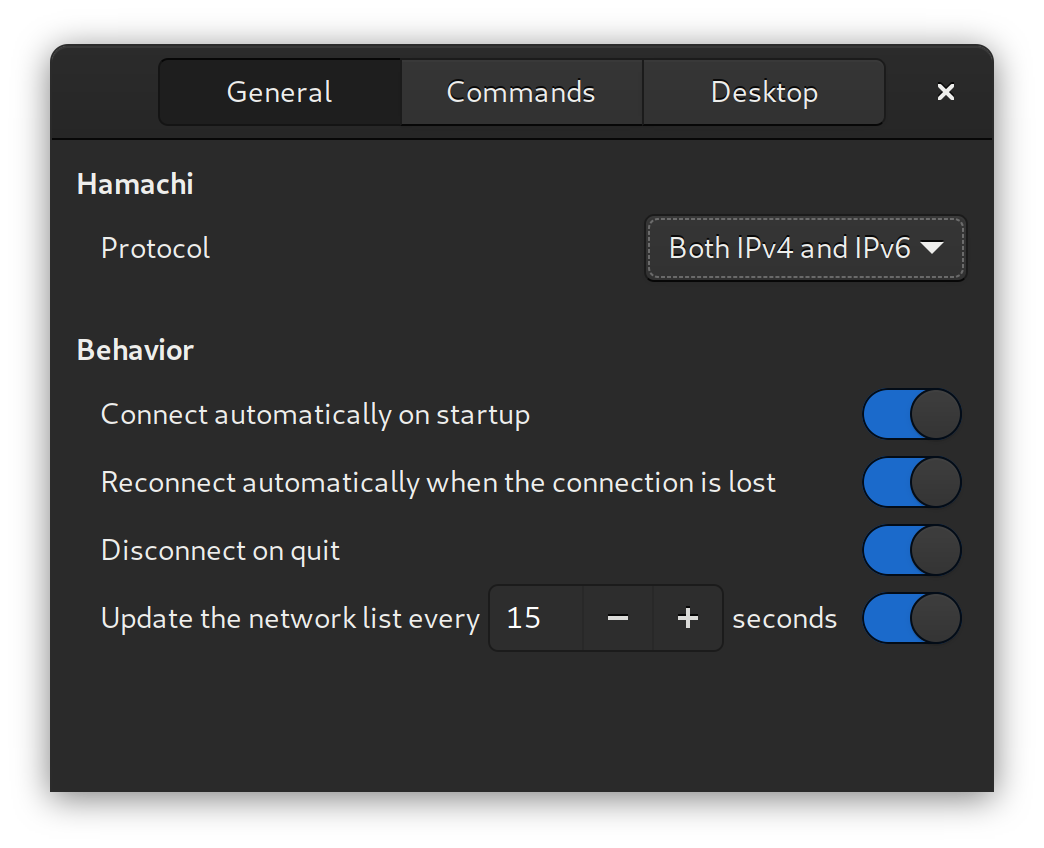 General Commands Desktop
Hamachi
Protocol Both IPv4 and IPv6
Behavior
Connect automatically on startup
Reconnect automatically when the connection is lost
Disconnect on quit
Update the network list every 15 − + seconds